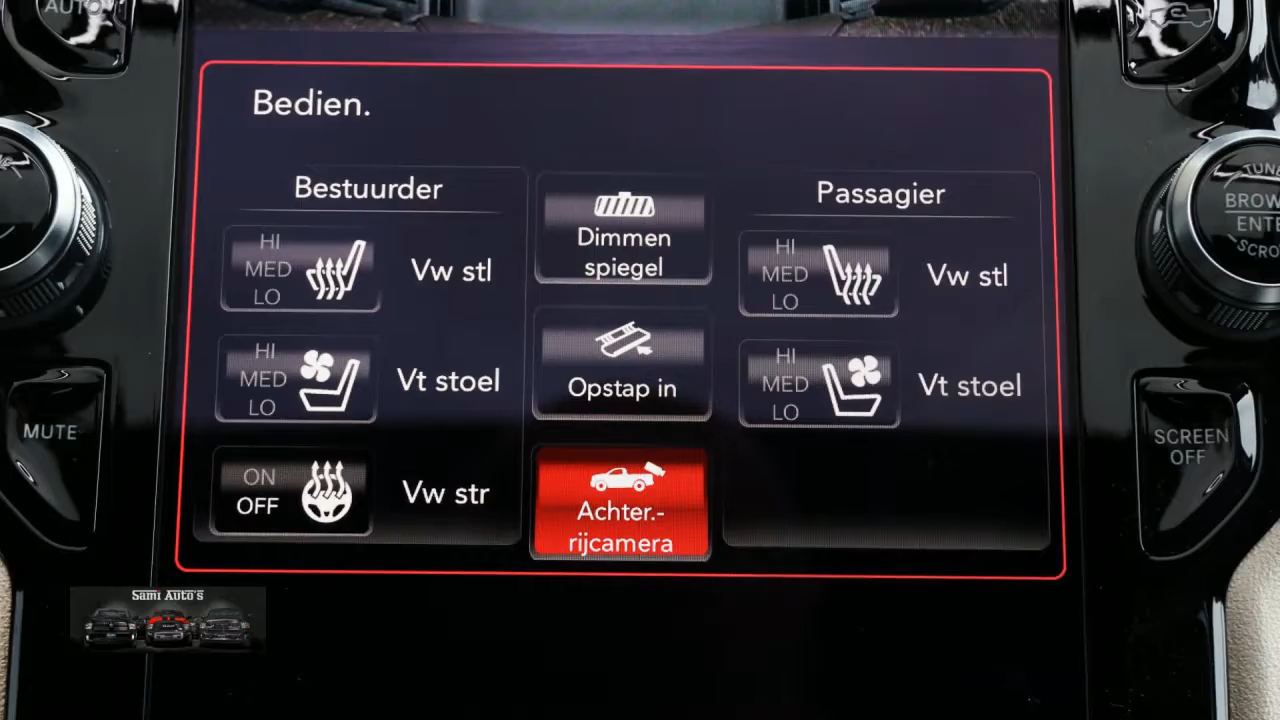 AUTO
Bedien.
Bestuurder
HI
MED
LO
Vw stl
HI
MED
LO
Vt stoel
ON
OFF
Vw str
Dimmen
spiegel
Opstap in
Achter.-
rijcamera
Passagier
HI
MED
LO
Vw stl
HI
MED
LO
Vt stoel
MUTE
SCREEN
OFF
Sami Auto's